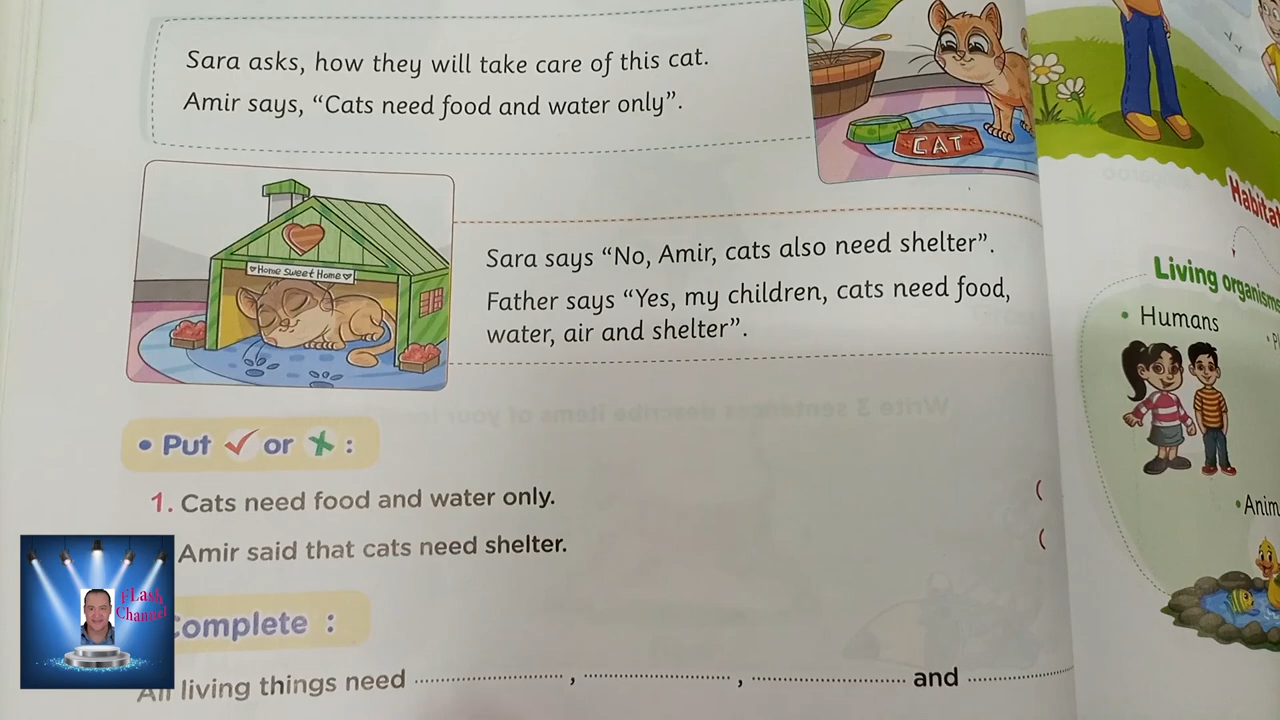 Sara asks, how they will take care of this cat.
Amir says, “Cats need food and water only”.
CAT
Home Sweet Home
Sara says “No, Amir, cats also need shelter”.
Father says “Yes, my children, cats need food,
water, air and shelter”.
• Put ✓ or ✗ :
1. Cats need food and water only. (
Amir said that cats need shelter. (
Complete :
All living things need .................... , .................... , .................... and ....................
FLash
Channel
Living organisms
• Humans